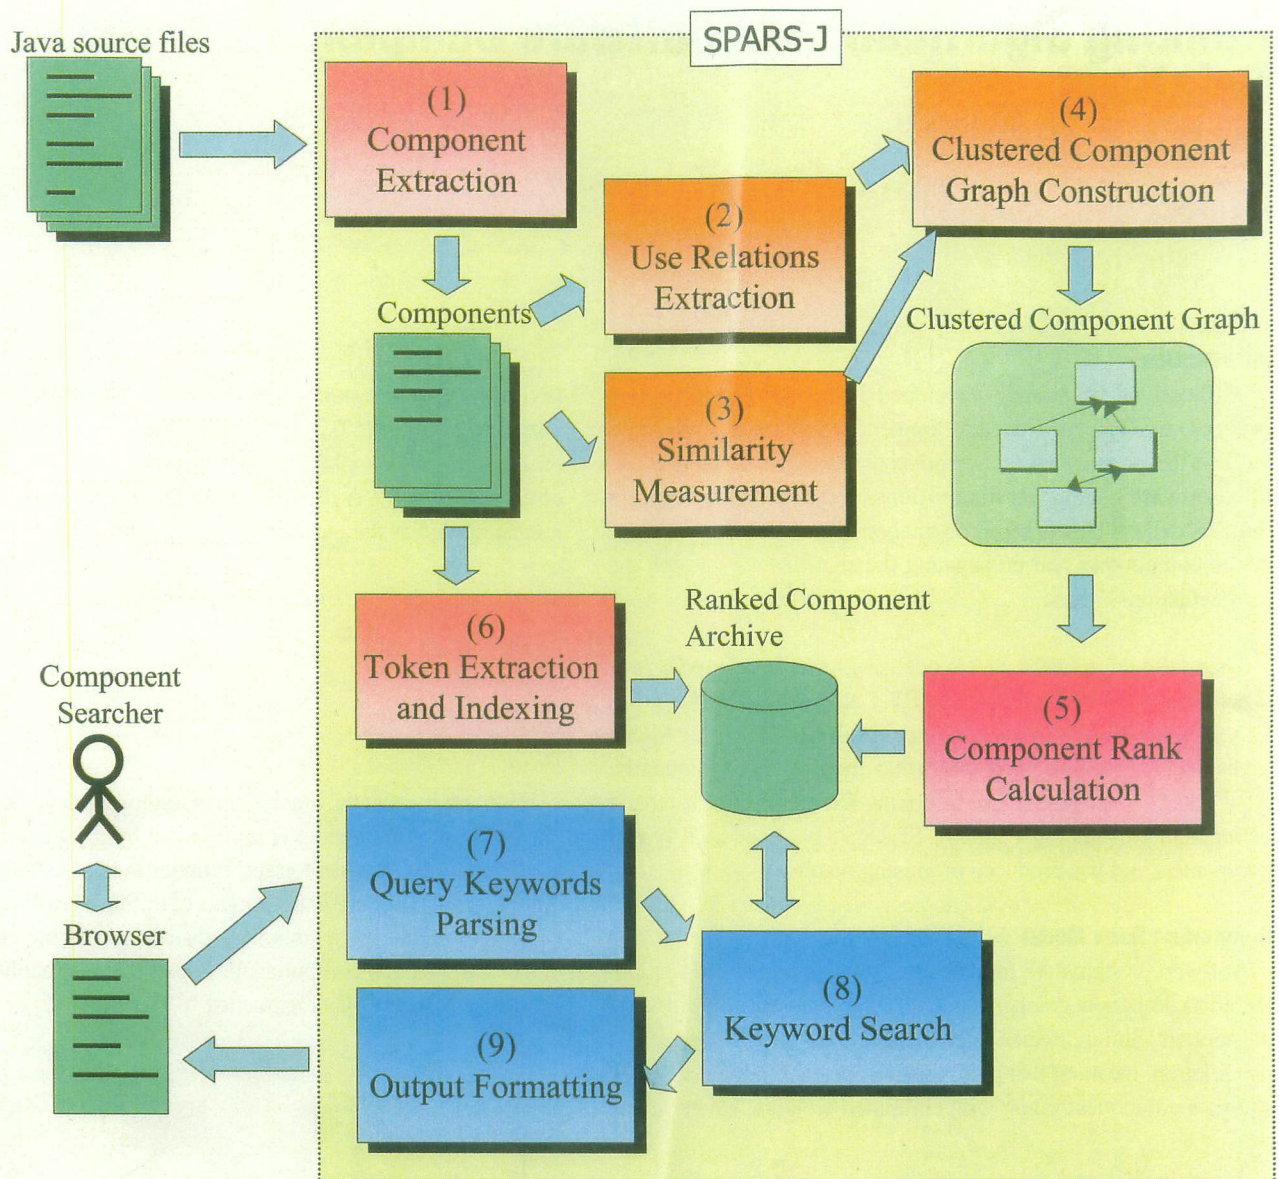 SPARS-J
Java source files
(1)
Component
Extraction
(2)
Use Relations
Extraction
(4)
Clustered Component
Graph Construction
Components
(3)
Similarity
Measurement
Clustered Component Graph
(6)
Token Extraction
and Indexing
Ranked Component
Archive
(5)
Component Rank
Calculation
Component
Searcher
Browser
(7)
Query Keywords
Parsing
(8)
Keyword Search
(9)
Output Formatting